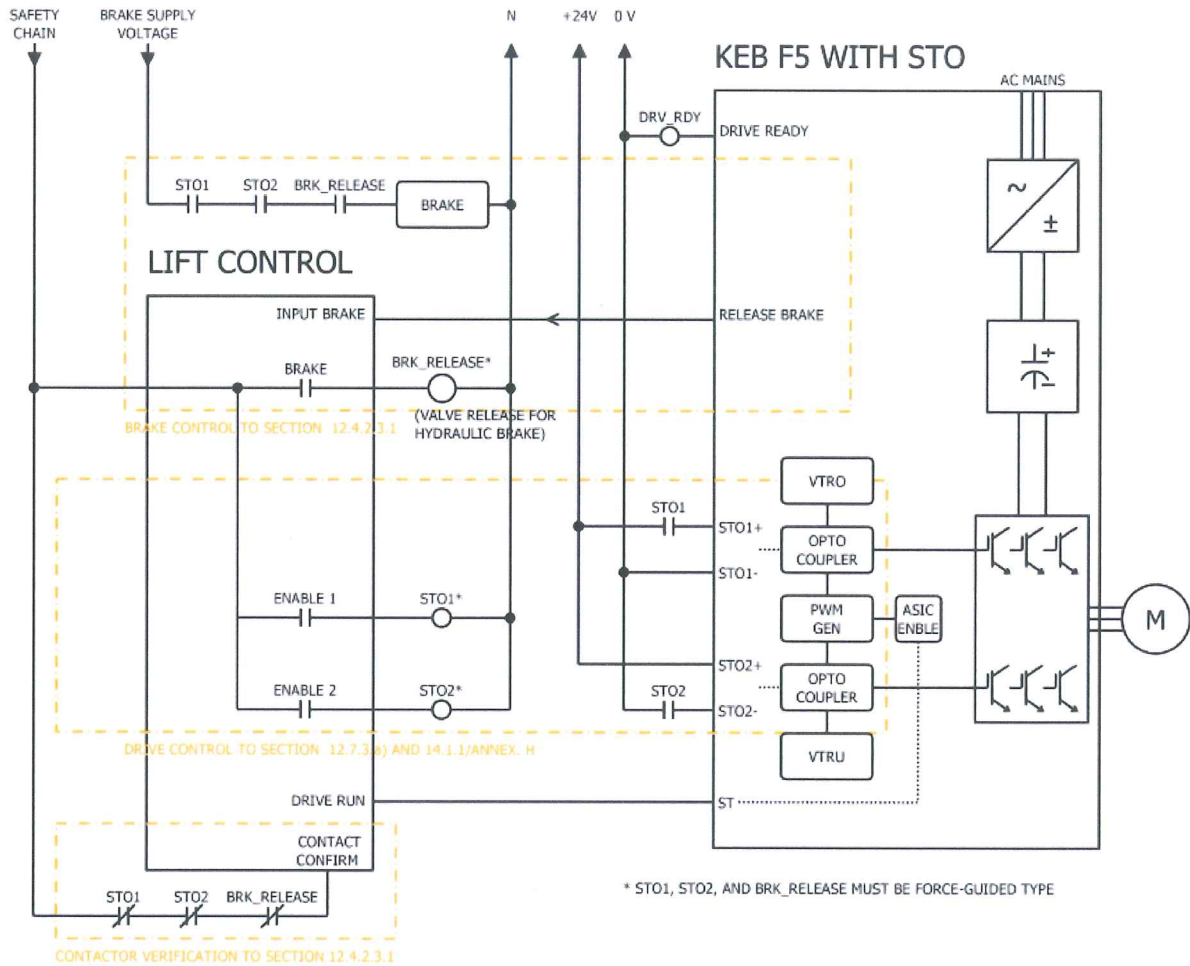 SAFETY
CHAIN
BRAKE SUPPLY
VOLTAGE
N
+24V
0 V
KEB F5 WITH STO
AC MAINS
DRV_RDY
DRIVE READY
STO1
STO2
BRK_RELEASE
BRAKE
~
±
LIFT CONTROL
INPUT BRAKE
RELEASE BRAKE
BRAKE
BRK_RELEASE*
(VALVE RELEASE FOR
HYDRAULIC BRAKE)
+
-
BRAKE CONTROL TO SECTION 12.4.2.3.1
VTRO
STO1
STO1+
OPTO
COUPLER
STO1-
ENABLE 1
STO1*
PWM
GEN
ASIC
ENBLE
M
STO2+
ENABLE 2
STO2*
STO2
OPTO
COUPLER
STO2-
DRIVE CONTROL TO SECTION 12.7.3.b) AND 14.1.1/ANNEX. H
VTRU
DRIVE RUN
ST
CONTACT
CONFIRM
STO1
STO2
BRK_RELEASE
* STO1, STO2, AND BRK_RELEASE MUST BE FORCE-GUIDED TYPE
CONTACTOR VERIFICATION TO SECTION 12.4.2.3.1